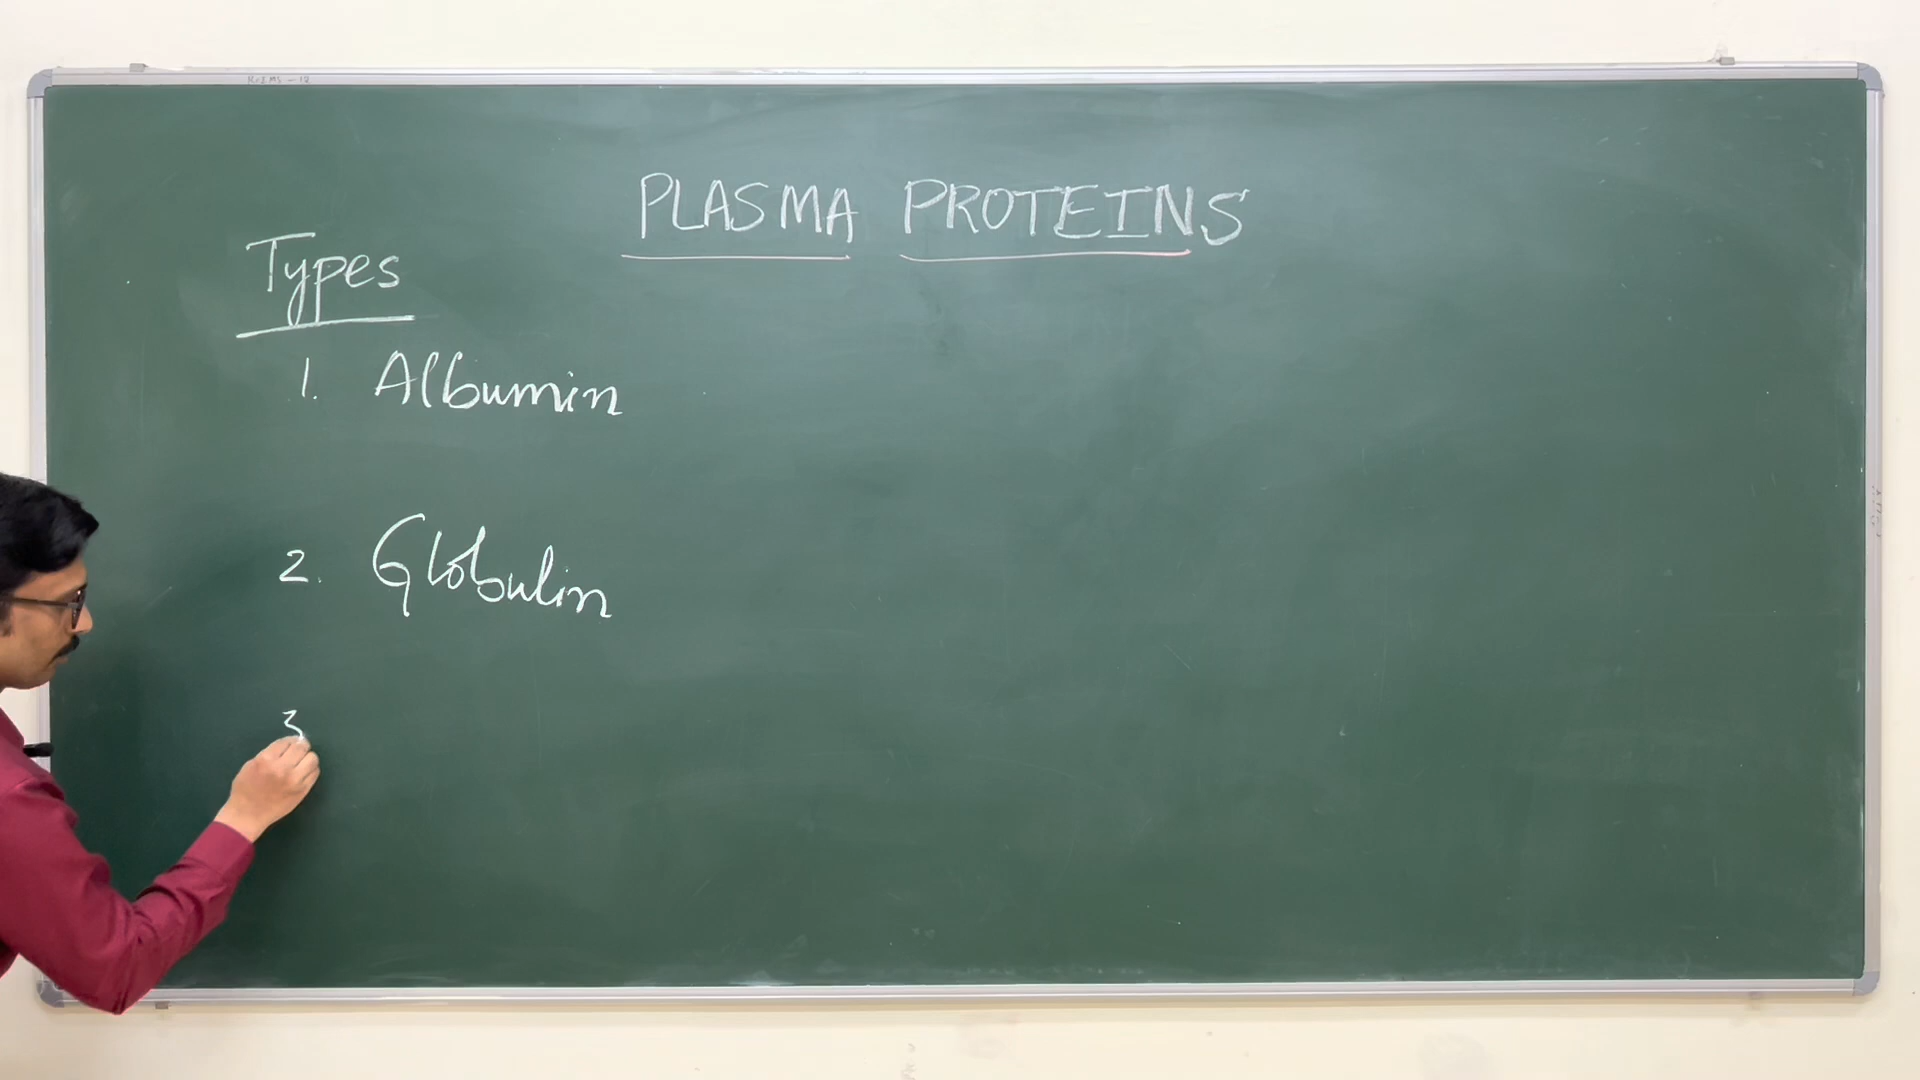 PLASMA PROTEINS
Types
1. Albumin
2. Globulin
3